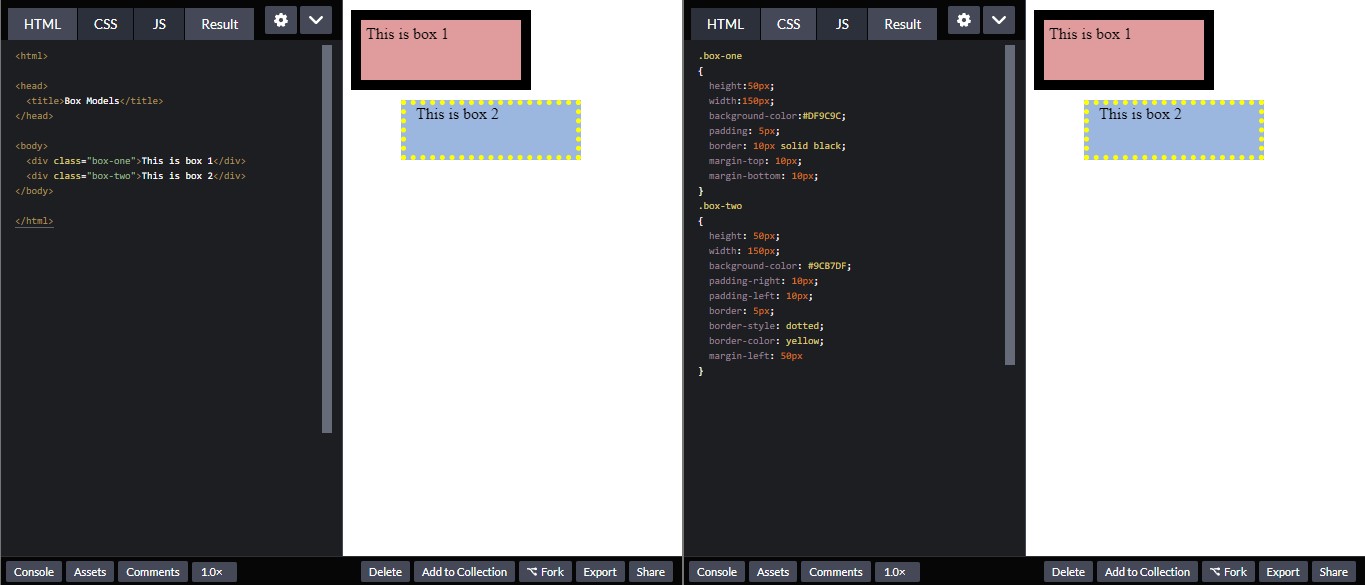 HTML CSS JS Result
<html>
<head>
<title>Box Models</title>
</head>
<body>
<div class="box-one">This is box 1</div>
<div class="box-two">This is box 2</div>
</body>
</html>
This is box 1
This is box 2
Console Assets Comments 1.0× Delete Add to Collection Fork Export Share
HTML CSS JS Result
.box-one
{
height:50px;
width:150px;
background-color:#DF9C9C;
padding: 5px;
border: 10px solid black;
margin-top: 10px;
margin-bottom: 10px;
}
.box-two
{
height: 50px;
width: 150px;
background-color: #9CB7DF;
padding-right: 10px;
padding-left: 10px;
border: 5px;
border-style: dotted;
border-color: yellow;
margin-left: 50px
}
This is box 1
This is box 2
Console Assets Comments 1.0× Delete Add to Collection Fork Export Share